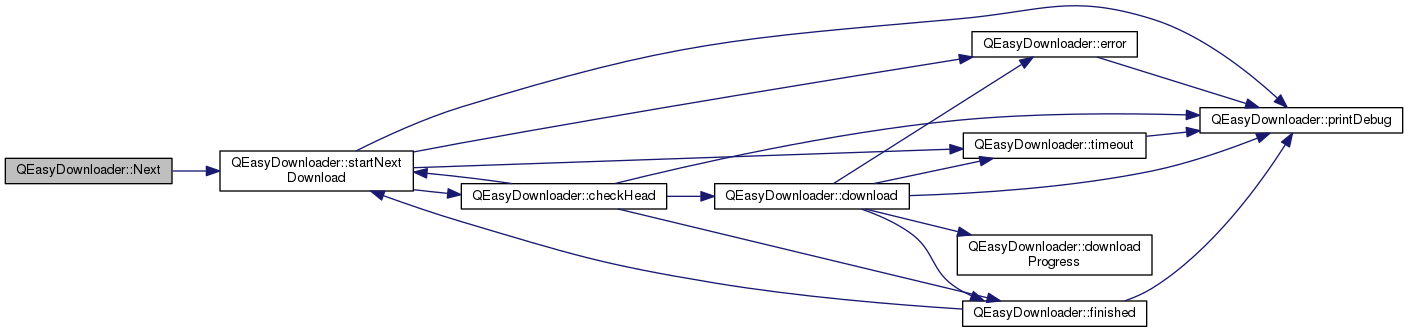 QEasyDownloader::Next
QEasyDownloader::startNext
Download
QEasyDownloader::checkHead
QEasyDownloader::download
QEasyDownloader::error
QEasyDownloader::timeout
QEasyDownloader::download
Progress
QEasyDownloader::finished
QEasyDownloader::printDebug